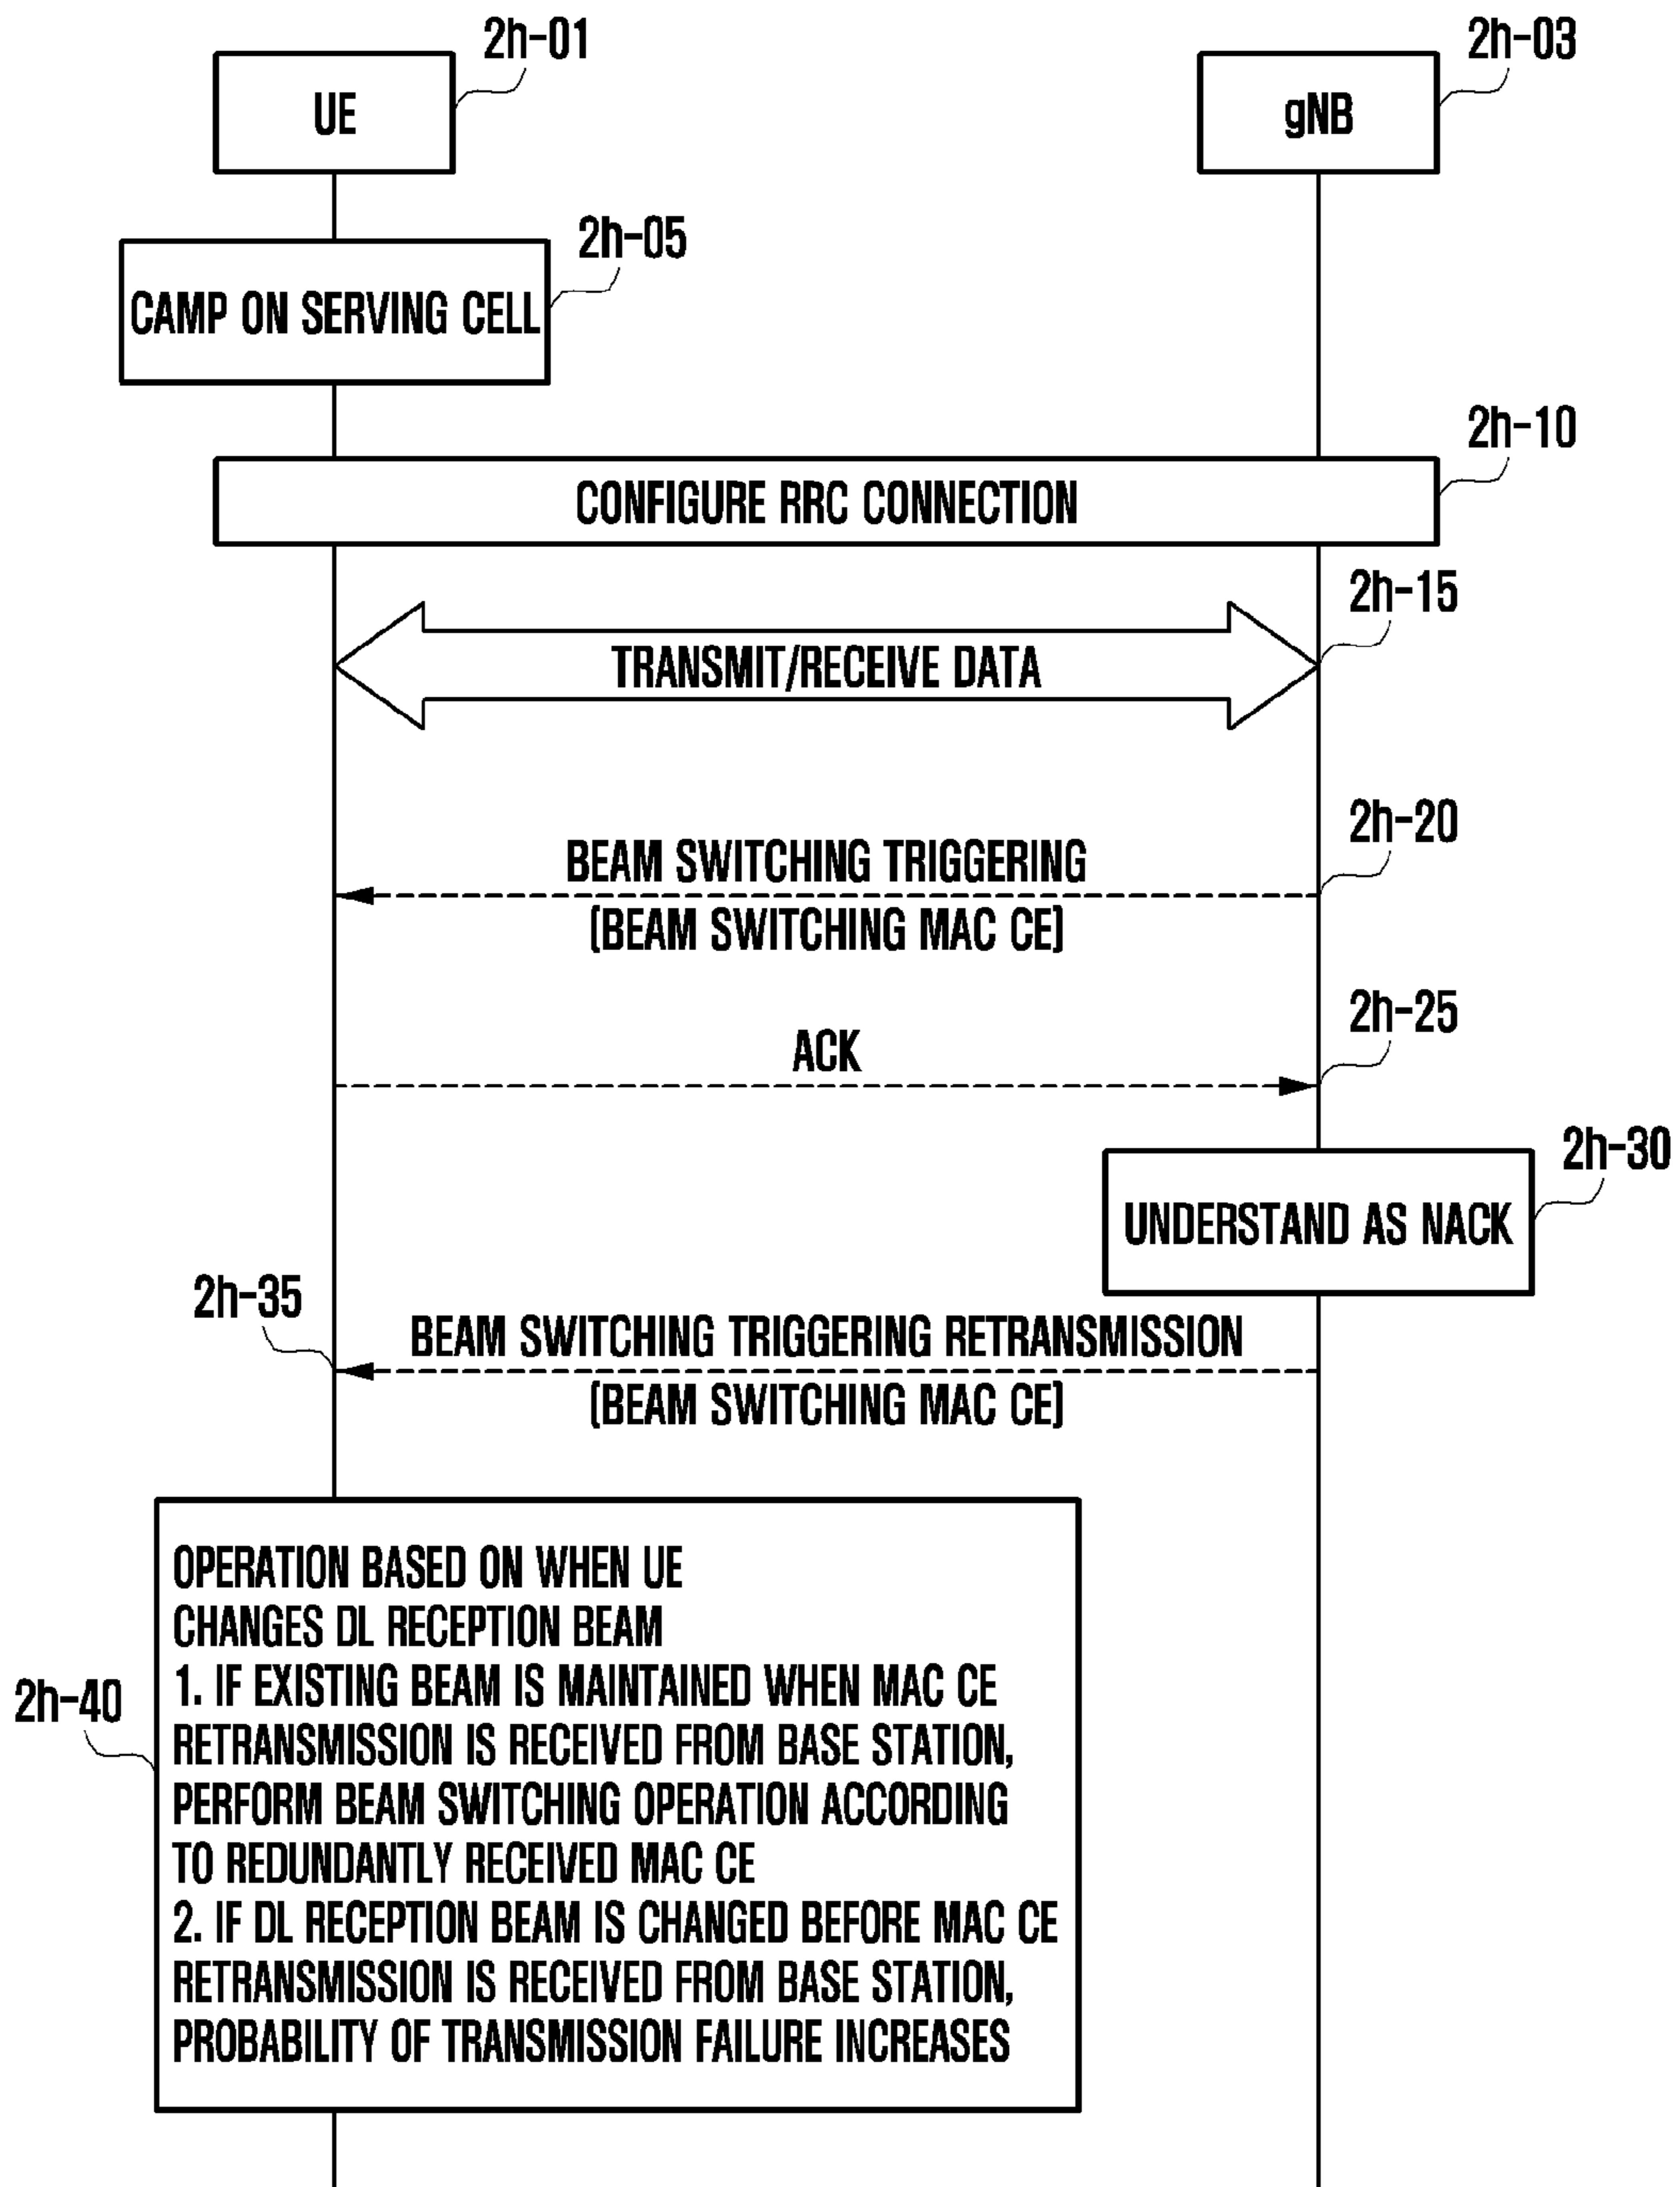 2h-01
2h-03
UE
gNB
2h-05
CAMP ON SERVING CELL
2h-10
CONFIGURE RRC CONNECTION
2h-15
TRANSMIT/RECEIVE DATA
2h-20
BEAM SWITCHING TRIGGERING
(BEAM SWITCHING MAC CE)
2h-25
ACK
2h-30
UNDERSTAND AS NACK
2h-35
BEAM SWITCHING TRIGGERING RETRANSMISSION
(BEAM SWITCHING MAC CE)
2h-40
OPERATION BASED ON WHEN UE
CHANGES DL RECEPTION BEAM
1. IF EXISTING BEAM IS MAINTAINED WHEN MAC CE
RETRANSMISSION IS RECEIVED FROM BASE STATION,
PERFORM BEAM SWITCHING OPERATION ACCORDING
TO REDUNDANTLY RECEIVED MAC CE
2. IF DL RECEPTION BEAM IS CHANGED BEFORE MAC CE
RETRANSMISSION IS RECEIVED FROM BASE STATION,
PROBABILITY OF TRANSMISSION FAILURE INCREASES